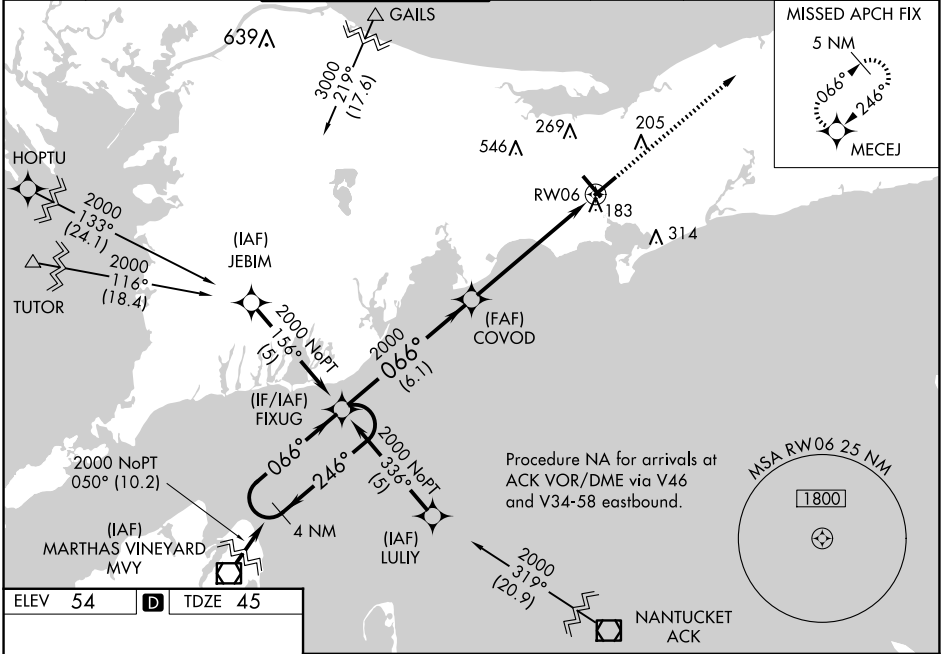 GAILS
639
3000
219°
(17.6)
MISSED APCH FIX
5 NM
066°
246°
MECEJ
HOPTU
2000
133°
(24.1)
2000
116°
(18.4)
TUTOR
(IAF)
JEBIM
2000 NoPT
156°
(5)
546
269
205
RW06
183
314
(FAF)
COVOD
2000
066°
(6.1)
(IF/IAF)
FIXUG
066°
246°
4 NM
2000 NoPT
336°
(5)
(IAF)
LULIY
2000 NoPT
050° (10.2)
(IAF)
MARTHAS VINEYARD
MVY
Procedure NA for arrivals at
ACK VOR/DME via V46
and V34-58 eastbound.
MSA RW06 25 NM
1800
2000
319°
(20.9)
NANTUCKET
ACK
ELEV 54 D TDZE 45